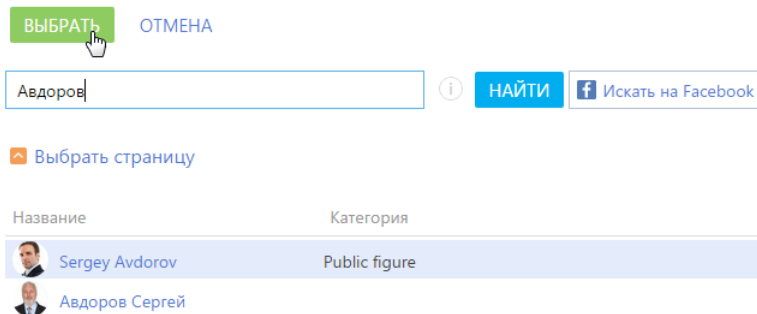 ВЫБРАТЬ ОТМЕНА
Авдоров i НАЙТИ f Искать на Facebook
Выбрать страницу
Название Категория
Sergey Avdorov Public figure
Авдоров Сергей